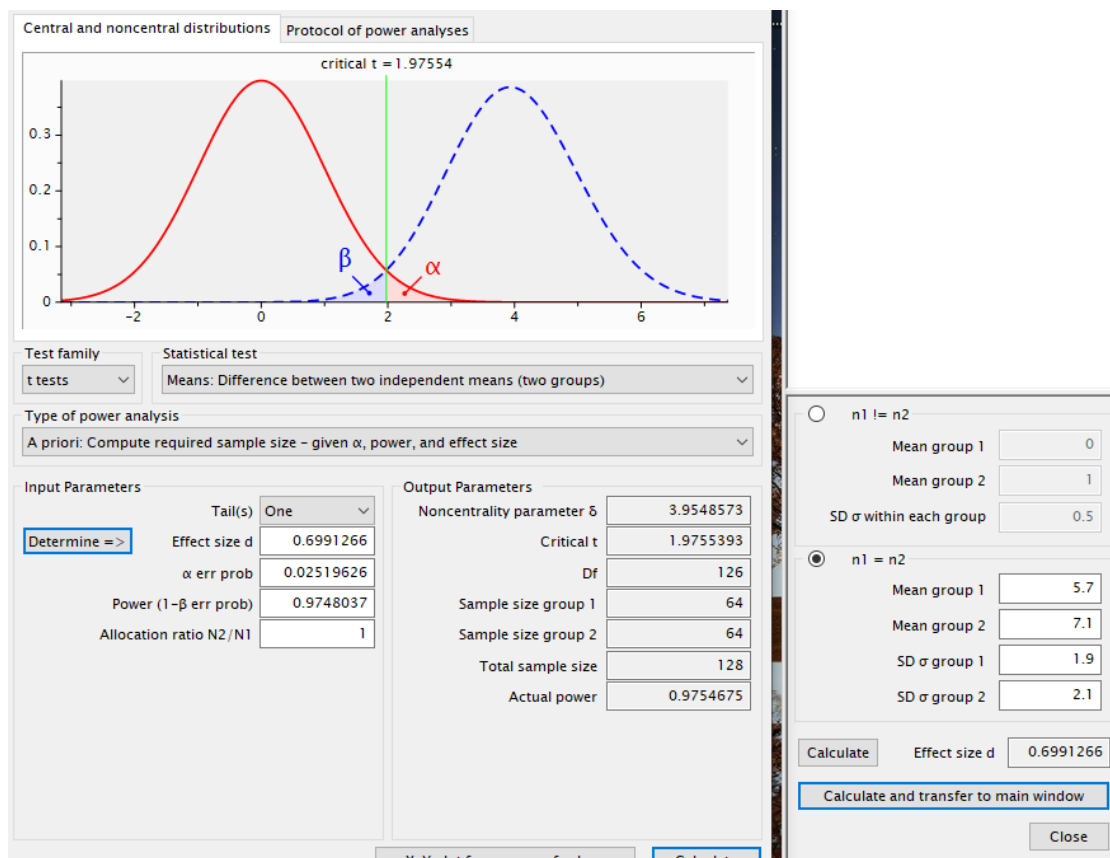 Central and noncentral distributions Protocol of power analyses
critical t = 1.97554
0.3
0.2
0.1
0
β α
-2 0 2 4 6
Test family Statistical test
t tests Means: Difference between two independent means (two groups)
Type of power analysis
A priori: Compute required sample size - given α, power, and effect size
Input Parameters Output Parameters
Tail(s) One Noncentrality parameter δ 3.9548573
Determine => Effect size d 0.6991266 Critical t 1.9755393
α err prob 0.02519626 Df 126
Power (1-β err prob) 0.9748037 Sample size group 1 64
Allocation ratio N2/N1 1 Sample size group 2 64
Total sample size 128
Actual power 0.9754675
n1 != n2
Mean group 1 0
Mean group 2 1
SD σ within each group 0.5
n1 = n2
Mean group 1 5.7
Mean group 2 7.1
SD σ group 1 1.9
SD σ group 2 2.1
Calculate Effect size d 0.6991266
Calculate and transfer to main window
Close